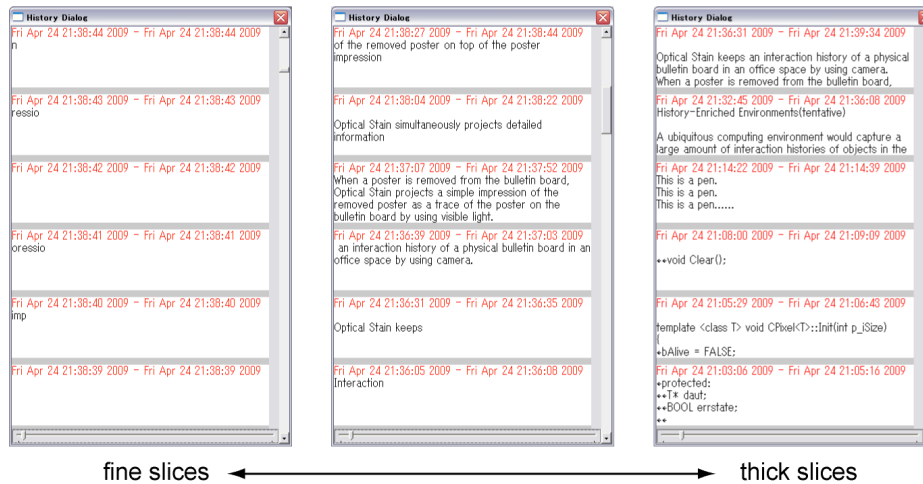 History Dialog
Fri Apr 24 21:38:44 2009 - Fri Apr 24 21:38:44 2009
n
Fri Apr 24 21:38:43 2009 - Fri Apr 24 21:38:43 2009
ressio
Fri Apr 24 21:38:42 2009 - Fri Apr 24 21:38:42 2009
Fri Apr 24 21:38:41 2009 - Fri Apr 24 21:38:41 2009
oressio
Fri Apr 24 21:38:40 2009 - Fri Apr 24 21:38:40 2009
imp
Fri Apr 24 21:38:39 2009 - Fri Apr 24 21:38:39 2009
History Dialog
Fri Apr 24 21:38:27 2009 - Fri Apr 24 21:38:44 2009
of the removed poster on top of the poster
impression
Fri Apr 24 21:38:04 2009 - Fri Apr 24 21:38:22 2009
Optical Stain simultaneously projects detailed
information
Fri Apr 24 21:37:07 2009 - Fri Apr 24 21:37:52 2009
When a poster is removed from the bulletin board,
Optical Stain projects a simple impression of the
removed poster as a trace of the poster on the
bulletin board by using visible light.
Fri Apr 24 21:36:39 2009 - Fri Apr 24 21:37:03 2009
an interaction history of a physical bulletin board in an
office space by using camera.
Fri Apr 24 21:36:31 2009 - Fri Apr 24 21:36:35 2009
Optical Stain keeps
Fri Apr 24 21:36:05 2009 - Fri Apr 24 21:36:08 2009
Interaction
History Dialog
Fri Apr 24 21:36:31 2009 - Fri Apr 24 21:39:34 2009
Optical Stain keeps an interaction history of a physical
bulletin board in an office space by using camera.
When a poster is removed from the bulletin board,
Fri Apr 24 21:32:45 2009 - Fri Apr 24 21:36:08 2009
History-Enriched Environments(tentative)
A ubiquitous computing environment would capture a
large amount of interaction histories of objects in the
Fri Apr 24 21:14:22 2009 - Fri Apr 24 21:14:39 2009
This is a pen.
This is a pen.
This is a pen......
Fri Apr 24 21:08:00 2009 - Fri Apr 24 21:09:09 2009
++void Clear();
Fri Apr 24 21:05:29 2009 - Fri Apr 24 21:06:43 2009
template <class T> void CPixel<T>::Init(int p_iSize)
{
+bAlive = FALSE;
Fri Apr 24 21:03:06 2009 - Fri Apr 24 21:05:16 2009
+protected:
++T* daut;
++BOOL errstate;
++
fine slices
thick slices